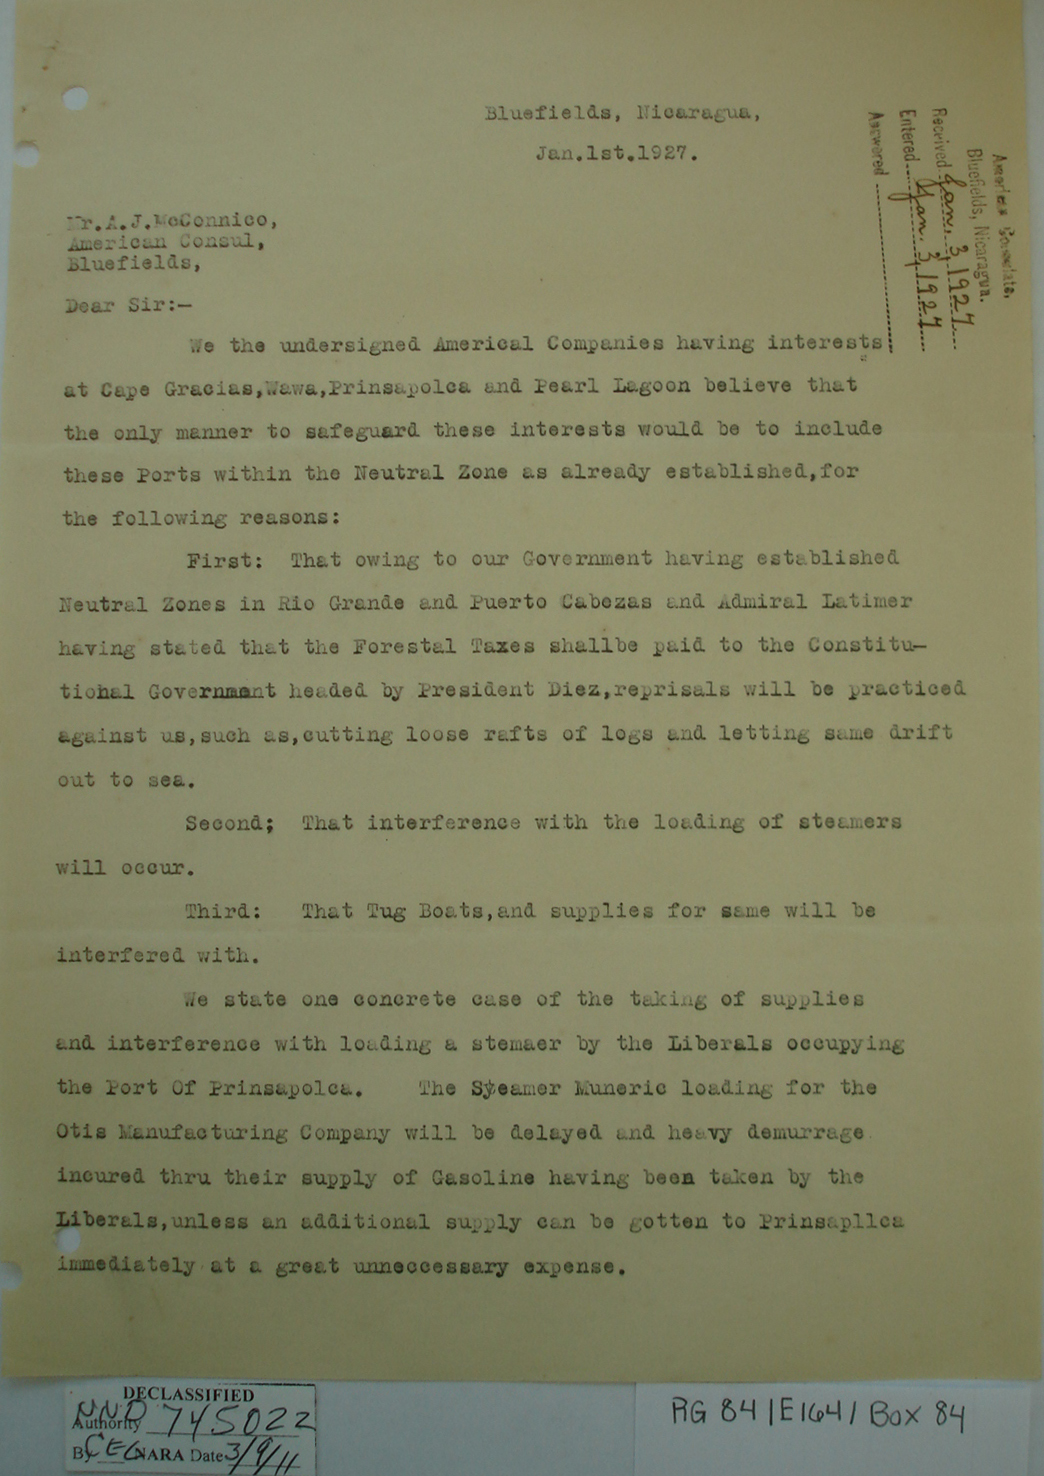 Bluefields, Nicaragua,
Jan.1st.1927.
American Consulate,
Bluefields, Nicaragua.
Received Jan. 3, 1927
Entered Jan. 3, 1927
Answered
Mr.A.J.McConnico,
American Consul,
Bluefields,
Dear Sir:—
We the undersigned Americal Companies having interests
at Cape Gracias,Wawa,Prinsapolca and Pearl Lagoon believe that
the only manner to safeguard these interests would be to include
these Ports within the Neutral Zone as already established,for
the following reasons:
First: That owing to our Government having established
Neutral Zones in Rio Grande and Puerto Cabezas and Admiral Latimer
having stated that the Forestal Taxes shallbe paid to the Constitu—
tional Government headed by President Diez,reprisals will be practiced
against us,such as,cutting loose rafts of logs and letting same drift
out to sea.
Second; That interference with the loading of steamers
will occur.
Third: That Tug Boats,and supplies for same will be
interfered with.
We state one concrete case of the taking of supplies
and interference with loading a stemaer by the Liberals occupying
the Port Of Prinsapolca. The Steamer Muneric loading for the
Otis Manufacturing Company will be delayed and heavy demurrage
incured thru their supply of Gasoline having been taken by the
Liberals,unless an additional supply can be gotten to Prinsapllca
immediately at a great unneccessary expense.
DECLASSIFIED
Authority NND 745022
By CEC NARA Date 3/9/11
RG 84 | E164 / Box 84